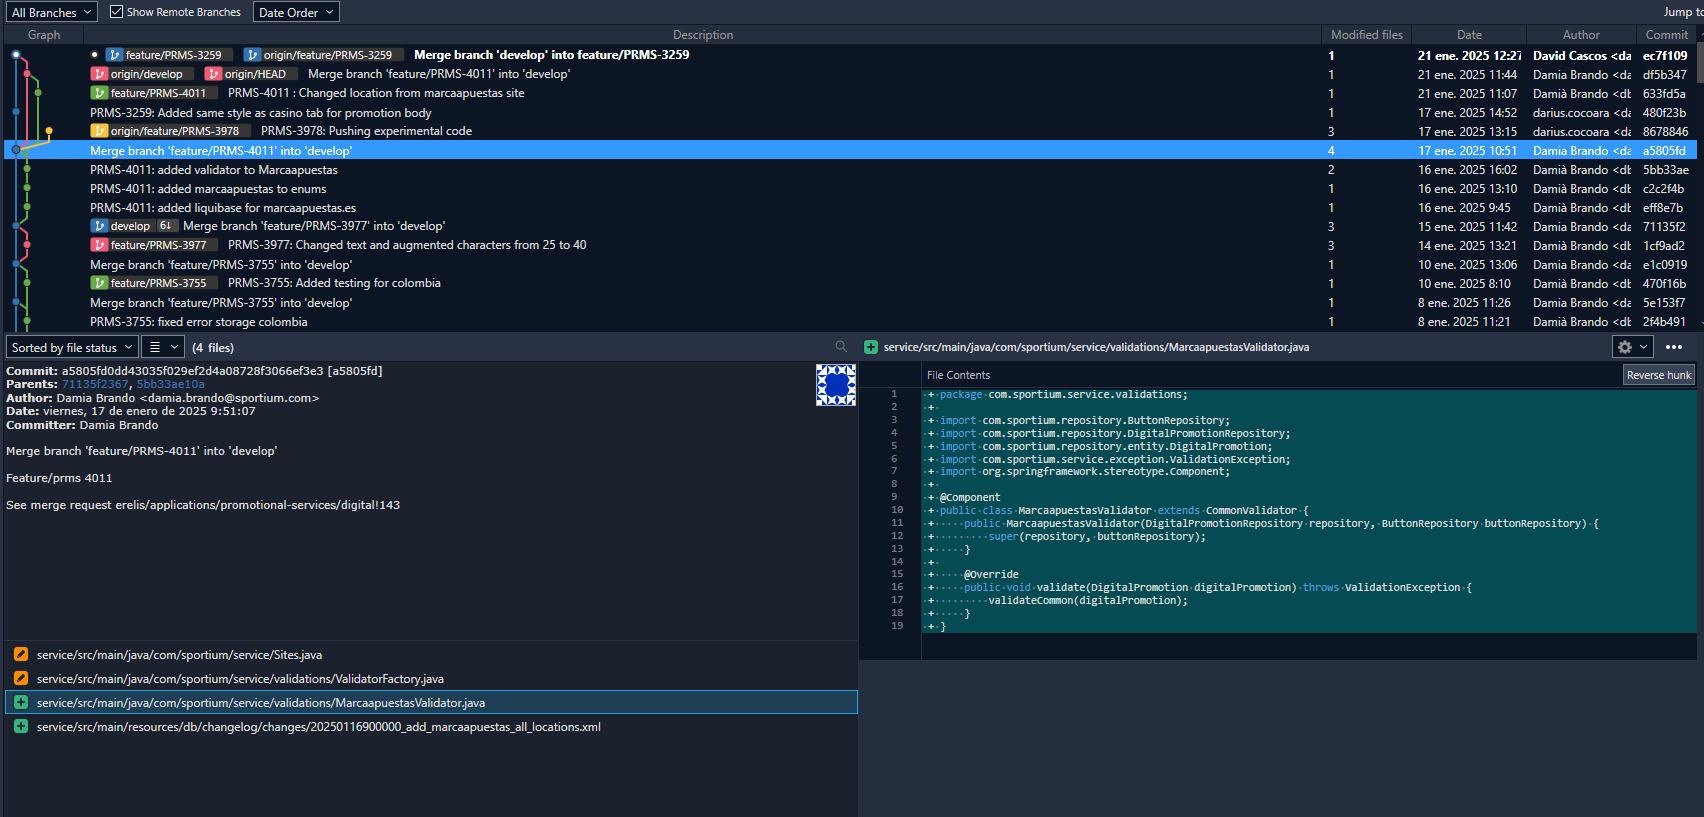 All Branches Show Remote Branches Date Order Jump to
Graph Description Modified files Date Author Commit
feature/PRMS-3259 origin/feature/PRMS-3259 Merge branch 'develop' into feature/PRMS-3259 1 21 ene. 2025 12:27 David Cascos <da ec7f109
origin/develop origin/HEAD Merge branch 'feature/PRMS-4011' into 'develop' 1 21 ene. 2025 11:44 Damia Brando <da df5b347
feature/PRMS-4011 PRMS-4011 : Changed location from marcaapuestas site 1 21 ene. 2025 11:07 Damià Brando <db 633fd5a
PRMS-3259: Added same style as casino tab for promotion body 1 17 ene. 2025 14:52 darius.cocoara <da 480f23b
origin/feature/PRMS-3978 PRMS-3978: Pushing experimental code 3 17 ene. 2025 13:15 darius.cocoara <da 8678846
Merge branch 'feature/PRMS-4011' into 'develop' 4 17 ene. 2025 10:51 Damia Brando <da a5805fd
PRMS-4011: added validator to Marcaapuestas 2 16 ene. 2025 16:02 Damià Brando <db 5bb33ae
PRMS-4011: added marcaapuestas to enums 1 16 ene. 2025 13:10 Damià Brando <db c2c2f4b
PRMS-4011: added liquibase for marcaapuestas.es 1 16 ene. 2025 9:45 Damià Brando <db eff8e7b
develop 6↓ Merge branch 'feature/PRMS-3977' into 'develop' 3 15 ene. 2025 11:42 Damia Brando <da 71135f2
feature/PRMS-3977 PRMS-3977: Changed text and augmented characters from 25 to 40 3 14 ene. 2025 13:21 Damià Brando <db 1cf9ad2
Merge branch 'feature/PRMS-3755' into 'develop' 1 10 ene. 2025 13:06 Damia Brando <da e1c0919
feature/PRMS-3755 PRMS-3755: Added testing for colombia 1 10 ene. 2025 8:10 Damià Brando <db 470f16b
Merge branch 'feature/PRMS-3755' into 'develop' 1 8 ene. 2025 11:26 Damia Brando <da 5e153f7
PRMS-3755: fixed error storage colombia 1 8 ene. 2025 11:21 Damià Brando <db 2f4b491
Sorted by file status (4 files)
Commit: a5805fd0dd43035f029ef2d4a08728f3066ef3e3 [a5805fd]
Parents: 71135f2367, 5bb33ae10a
Author: Damia Brando <damia.brando@sportium.com>
Date: viernes, 17 de enero de 2025 9:51:07
Committer: Damia Brando
Merge branch 'feature/PRMS-4011' into 'develop'
Feature/prms 4011
See merge request erelis/applications/promotional-services/digital!143
service/src/main/java/com/sportium/service/Sites.java
service/src/main/java/com/sportium/service/validations/ValidatorFactory.java
service/src/main/java/com/sportium/service/validations/MarcaapuestasValidator.java
service/src/main/resources/db/changelog/changes/20250116900000_add_marcaapuestas_all_locations.xml
service/src/main/java/com/sportium/service/validations/MarcaapuestasValidator.java
File Contents Reverse hunk
1 + package com.sportium.service.validations;
2 +
3 + import com.sportium.repository.ButtonRepository;
4 + import com.sportium.repository.DigitalPromotionRepository;
5 + import com.sportium.repository.entity.DigitalPromotion;
6 + import com.sportium.service.exception.ValidationException;
7 + import org.springframework.stereotype.Component;
8 +
9 + @Component
10 + public class MarcaapuestasValidator extends CommonValidator {
11 + public MarcaapuestasValidator(DigitalPromotionRepository repository, ButtonRepository buttonRepository) {
12 + super(repository, buttonRepository);
13 + }
14 +
15 + @Override
16 + public void validate(DigitalPromotion digitalPromotion) throws ValidationException {
17 + validateCommon(digitalPromotion);
18 + }
19 + }